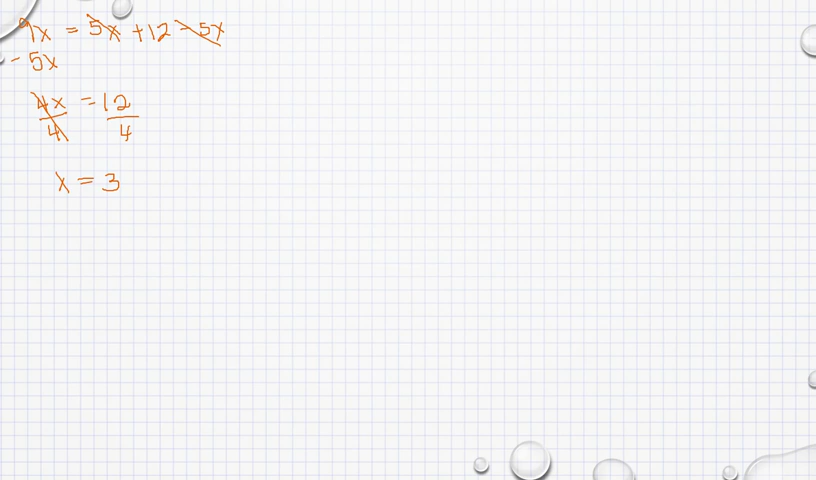 9x = 5x + 12 - 5x
- 5x
4x = 12
4 4
x = 3